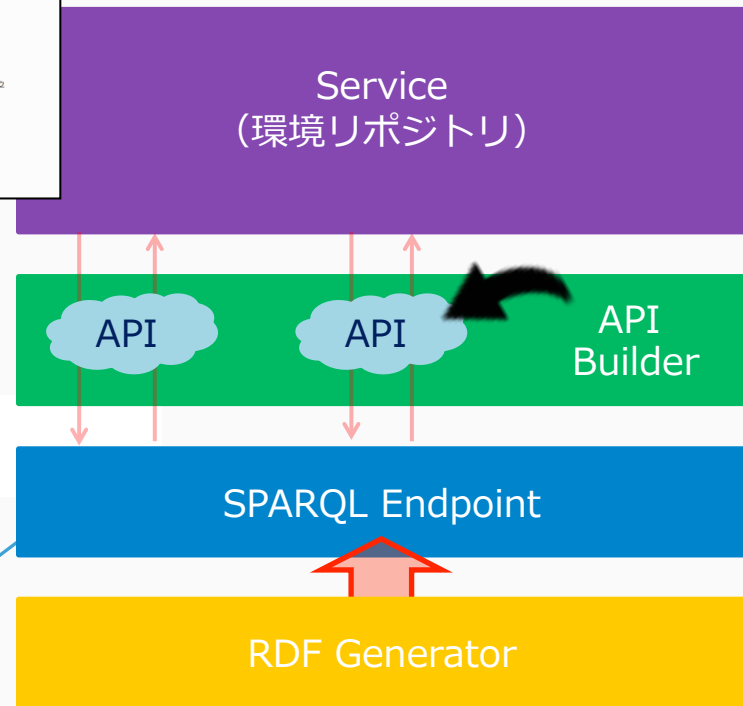 Service
（環境リポジトリ）
API
API
API
Builder
SPARQL Endpoint
RDF Generator